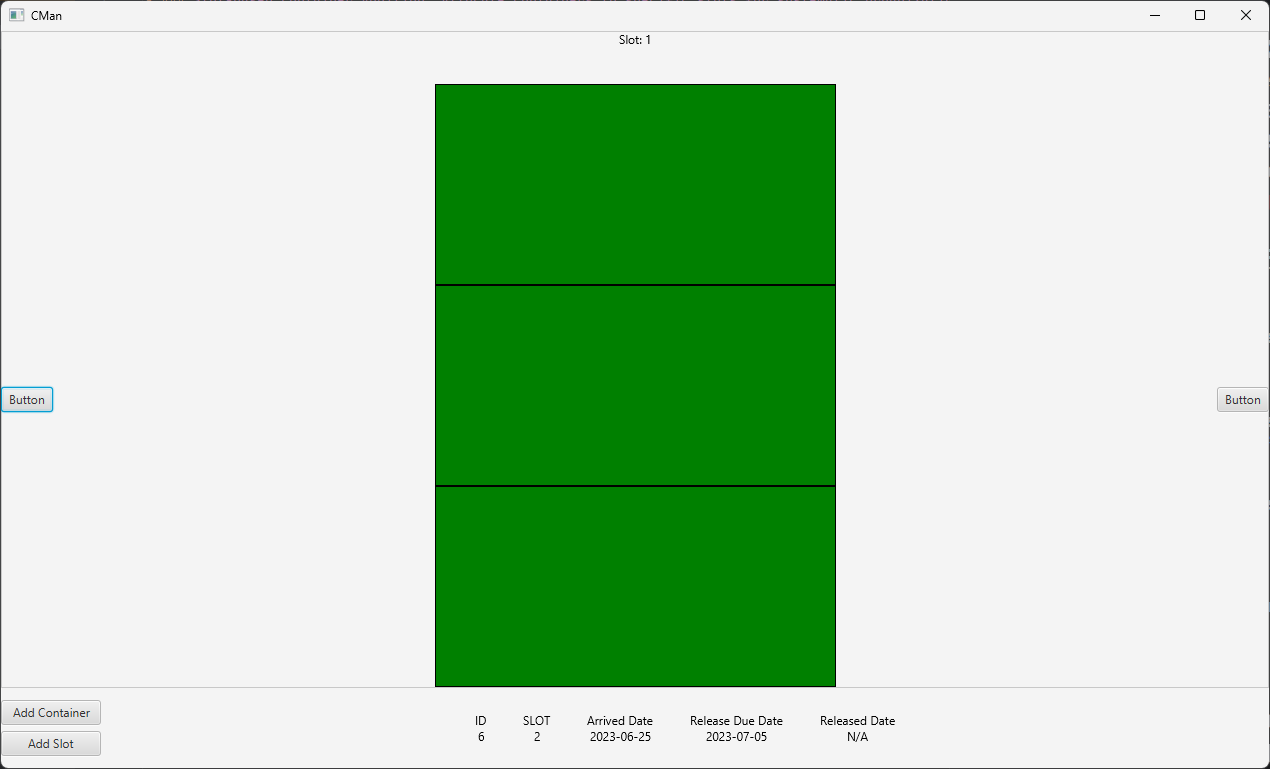 CMan
Slot: 1
Button
Button
Add Container
Add Slot
ID SLOT Arrived Date Release Due Date Released Date
6 2 2023-06-25 2023-07-05 N/A